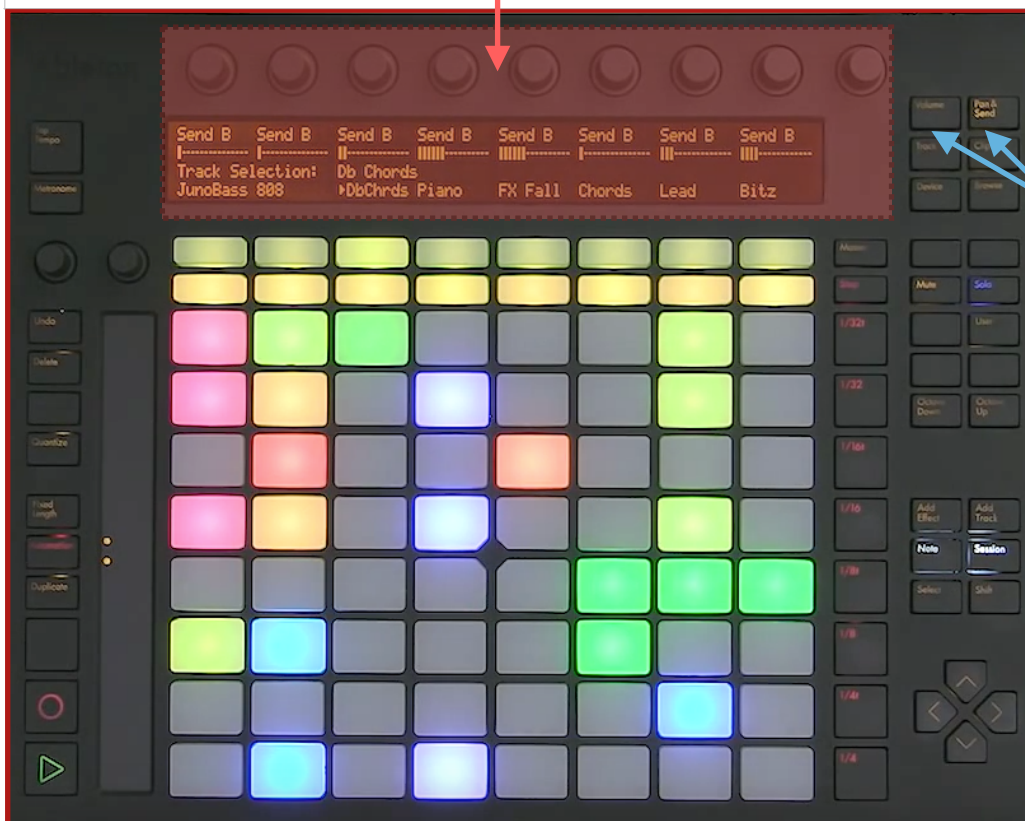 Volume
Pan &
Send
Tap
Tempo
Send B Send B Send B Send B Send B Send B Send B Send B
Track
Track Selection: Db Chords
JunoBass 808 ▸DbChrds Piano FX Fall Chords Lead Bitz
Metronome
Device
Browse
Master
Stop
Mute
Solo
Undo
1/32t
User
Delete
1/32
Octave
Down
Octave
Up
Quantize
1/16t
Fixed
Length
1/16
Add
Effect
Add
Track
Automation
Note
Session
Duplicate
1/8t
Select
Shift
1/8
1/4t
1/4